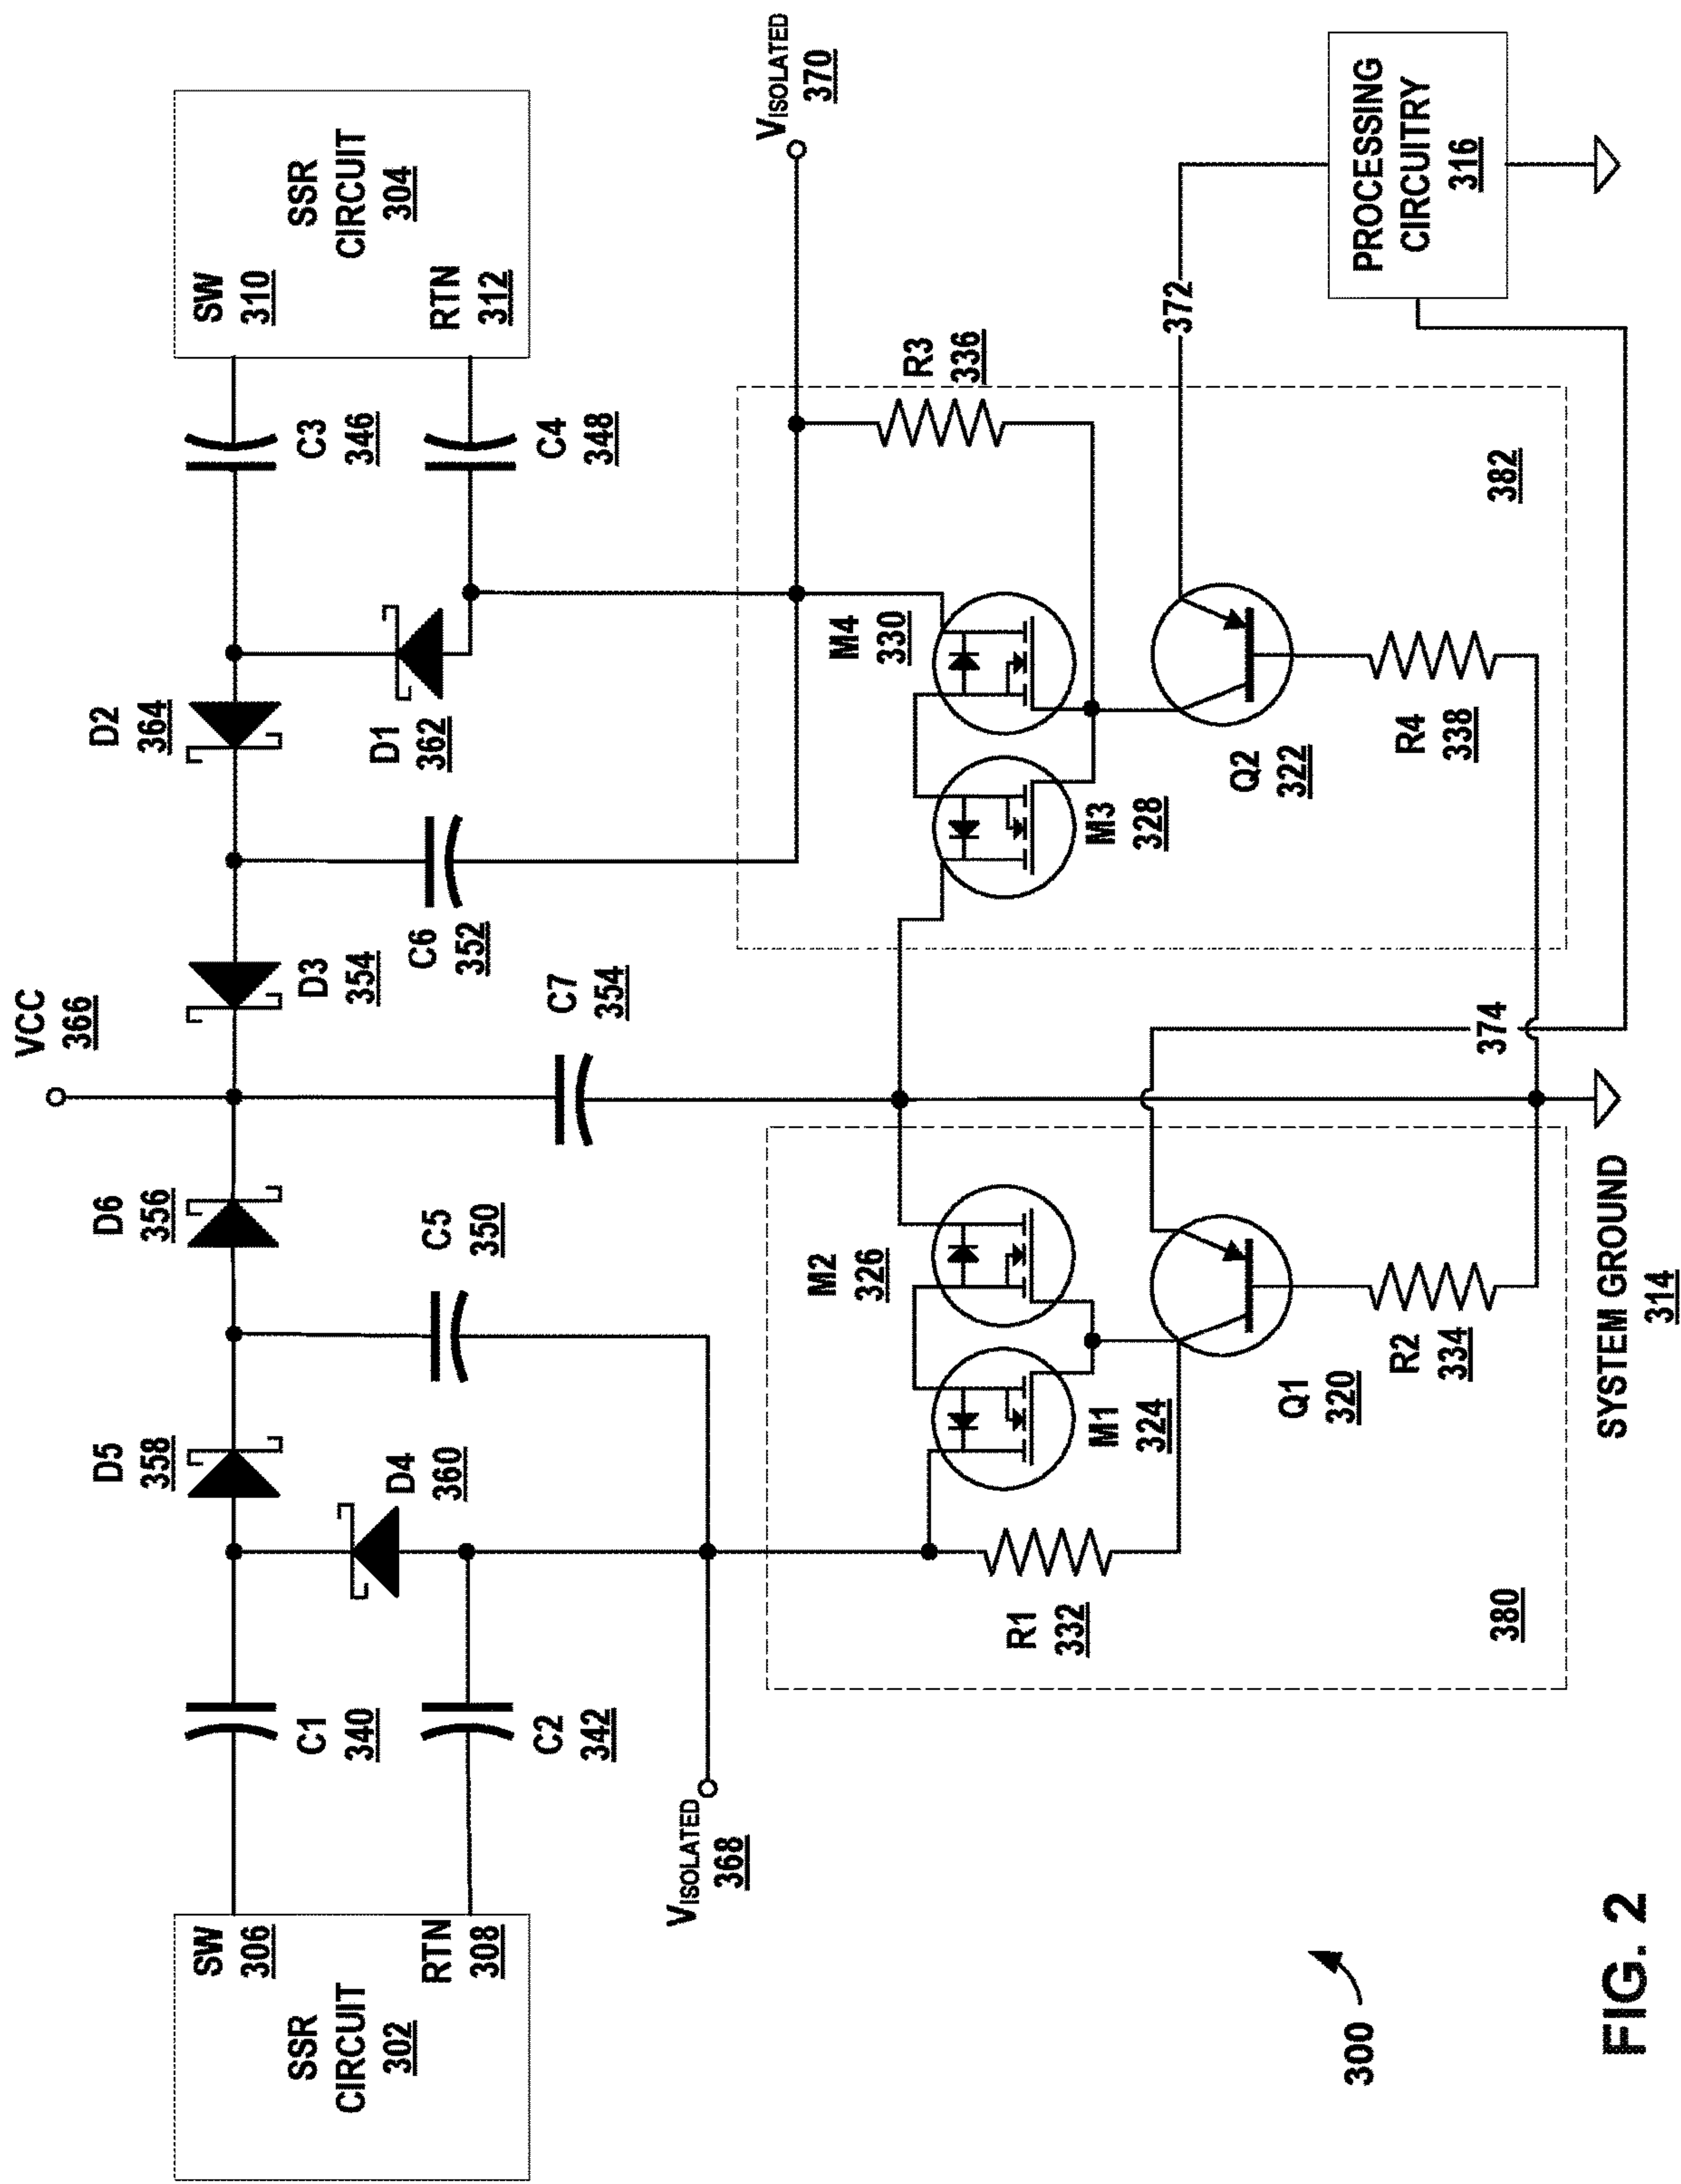 SSR
CIRCUIT
302
SW
306
RTN
308
C1
340
C2
342
VISOLATED
368
D5
358
D4
360
D6
356
C5
350
VCC
366
C7
354
D3
354
C6
352
D2
364
D1
362
C3
346
C4
348
SW
310
RTN
312
SSR
CIRCUIT
304
VISOLATED
370
R1
332
M1
324
M2
326
Q1
320
R2
334
380
M3
328
M4
330
R3
336
Q2
322
R4
338
382
372
374
PROCESSING
CIRCUITRY
316
SYSTEM GROUND
314
300
FIG. 2